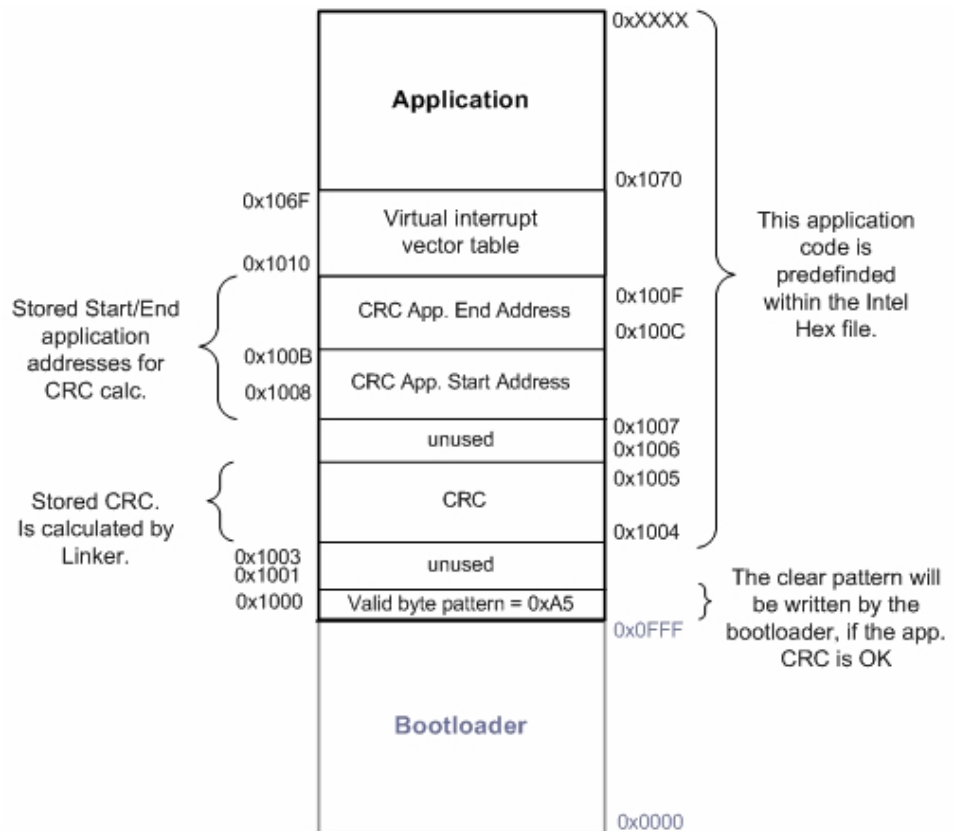 0xXXXX
Application
0x1070
0x106F
Virtual interrupt
vector table
0x1010
This application
code is
predefinded
within the Intel
Hex file.
Stored Start/End
application
addresses for
CRC calc.
CRC App. End Address
0x100F
0x100C
0x100B
0x1008
CRC App. Start Address
unused
0x1007
0x1006
Stored CRC.
Is calculated by
Linker.
CRC
0x1005
0x1004
0x1003
0x1001
unused
0x1000
Valid byte pattern = 0xA5
The clear pattern will
be written by the
bootloader, if the app.
CRC is OK
0x0FFF
Bootloader
0x0000